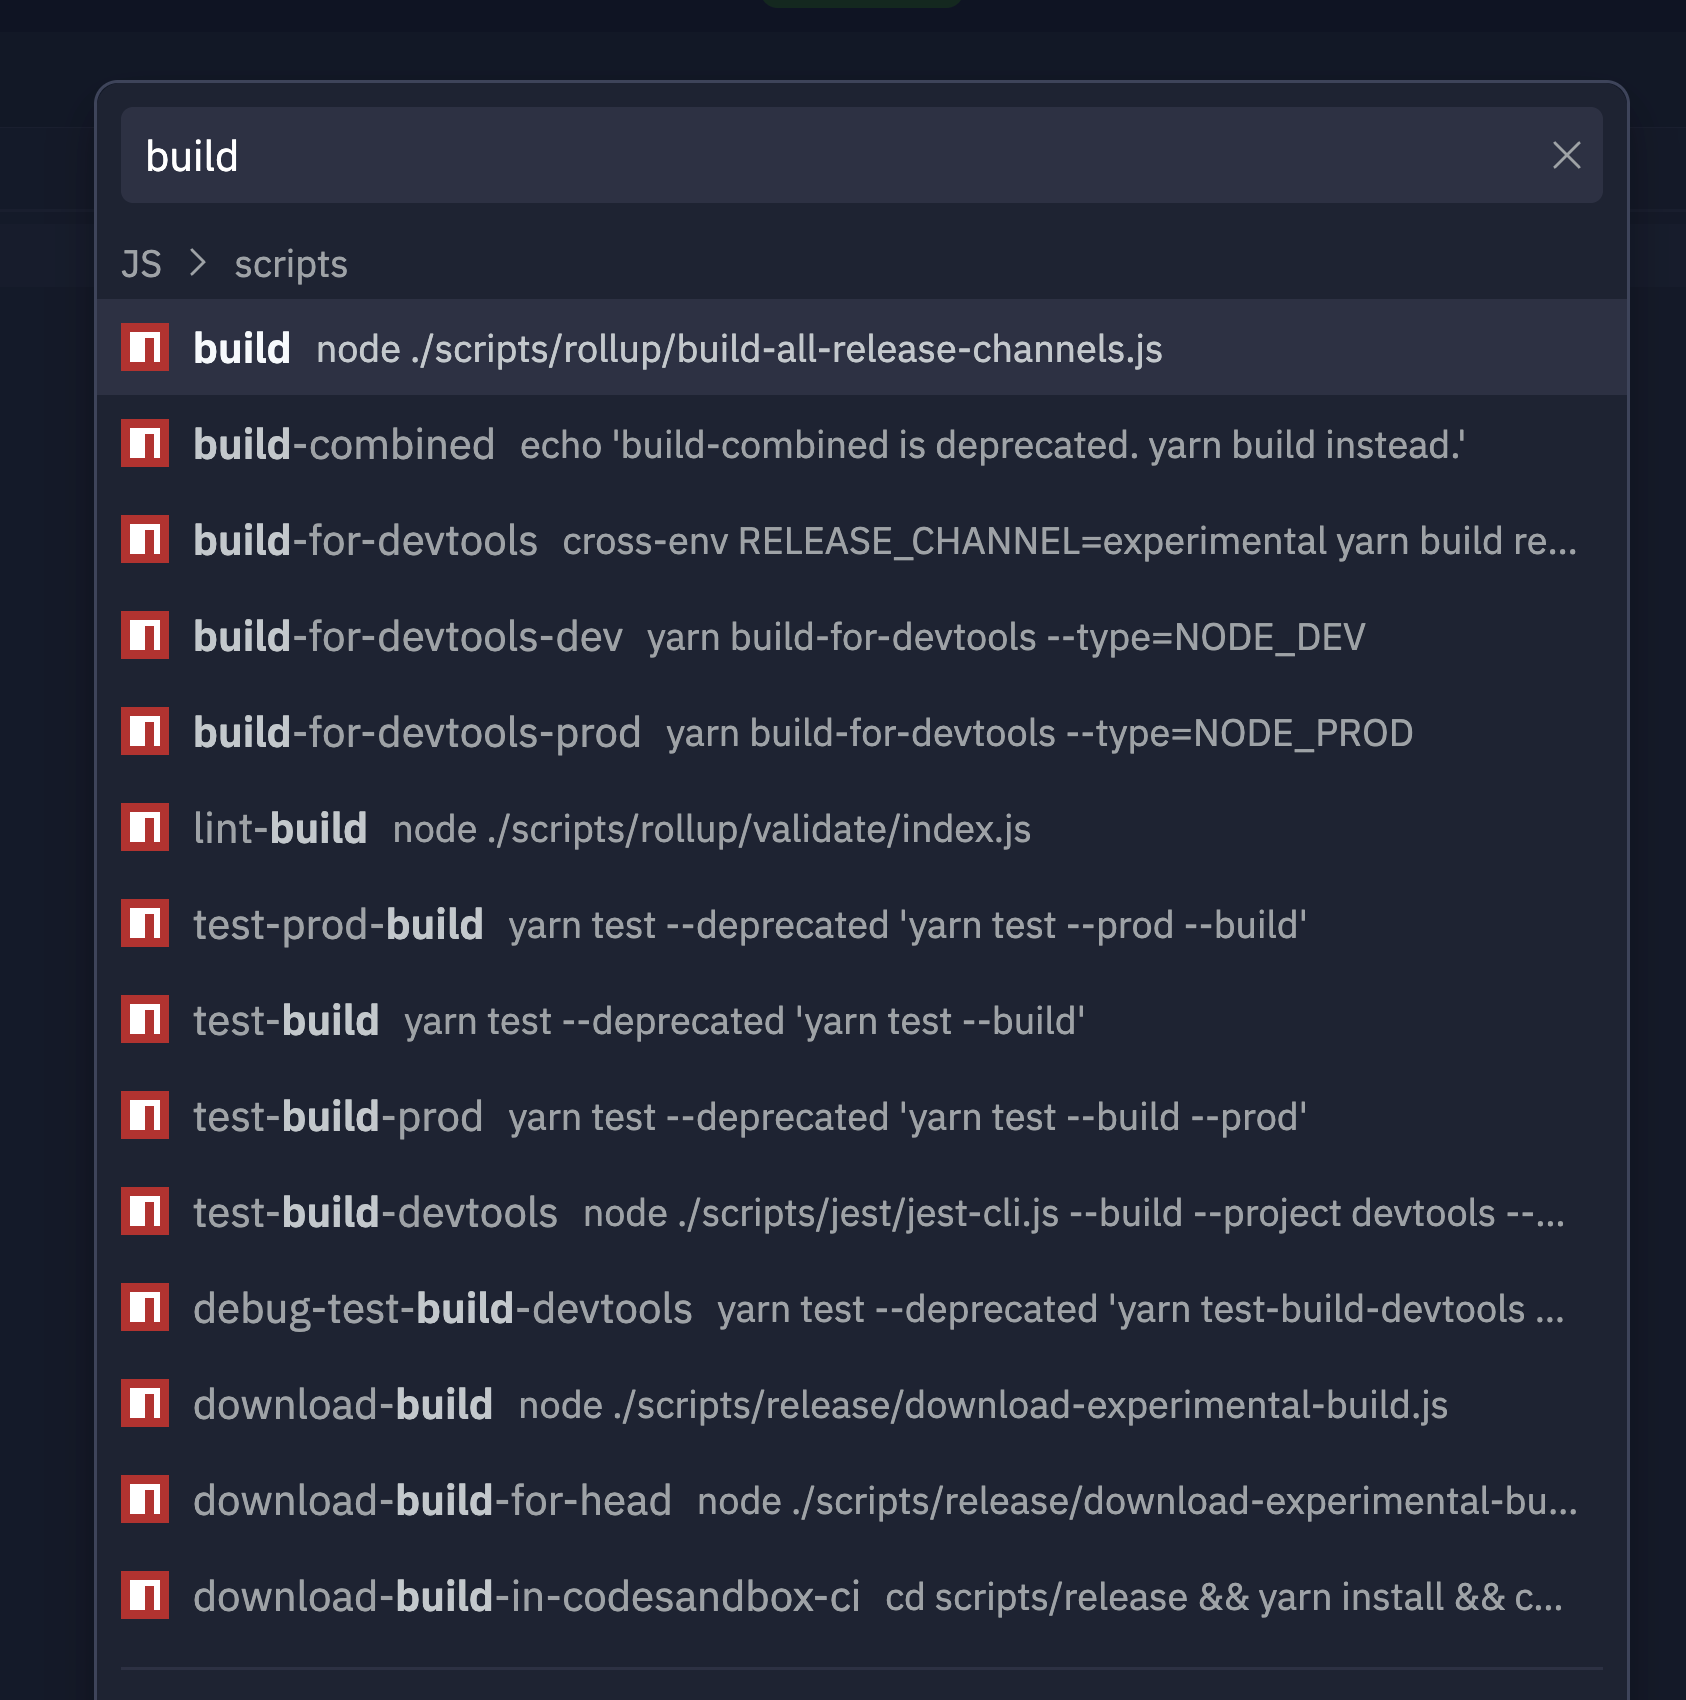 build
JS > scripts
build node ./scripts/rollup/build-all-release-channels.js
build-combined echo 'build-combined is deprecated. yarn build instead.'
build-for-devtools cross-env RELEASE_CHANNEL=experimental yarn build re...
build-for-devtools-dev yarn build-for-devtools --type=NODE_DEV
build-for-devtools-prod yarn build-for-devtools --type=NODE_PROD
lint-build node ./scripts/rollup/validate/index.js
test-prod-build yarn test --deprecated 'yarn test --prod --build'
test-build yarn test --deprecated 'yarn test --build'
test-build-prod yarn test --deprecated 'yarn test --build --prod'
test-build-devtools node ./scripts/jest/jest-cli.js --build --project devtools --...
debug-test-build-devtools yarn test --deprecated 'yarn test-build-devtools ...
download-build node ./scripts/release/download-experimental-build.js
download-build-for-head node ./scripts/release/download-experimental-bu...
download-build-in-codesandbox-ci cd scripts/release && yarn install && c...